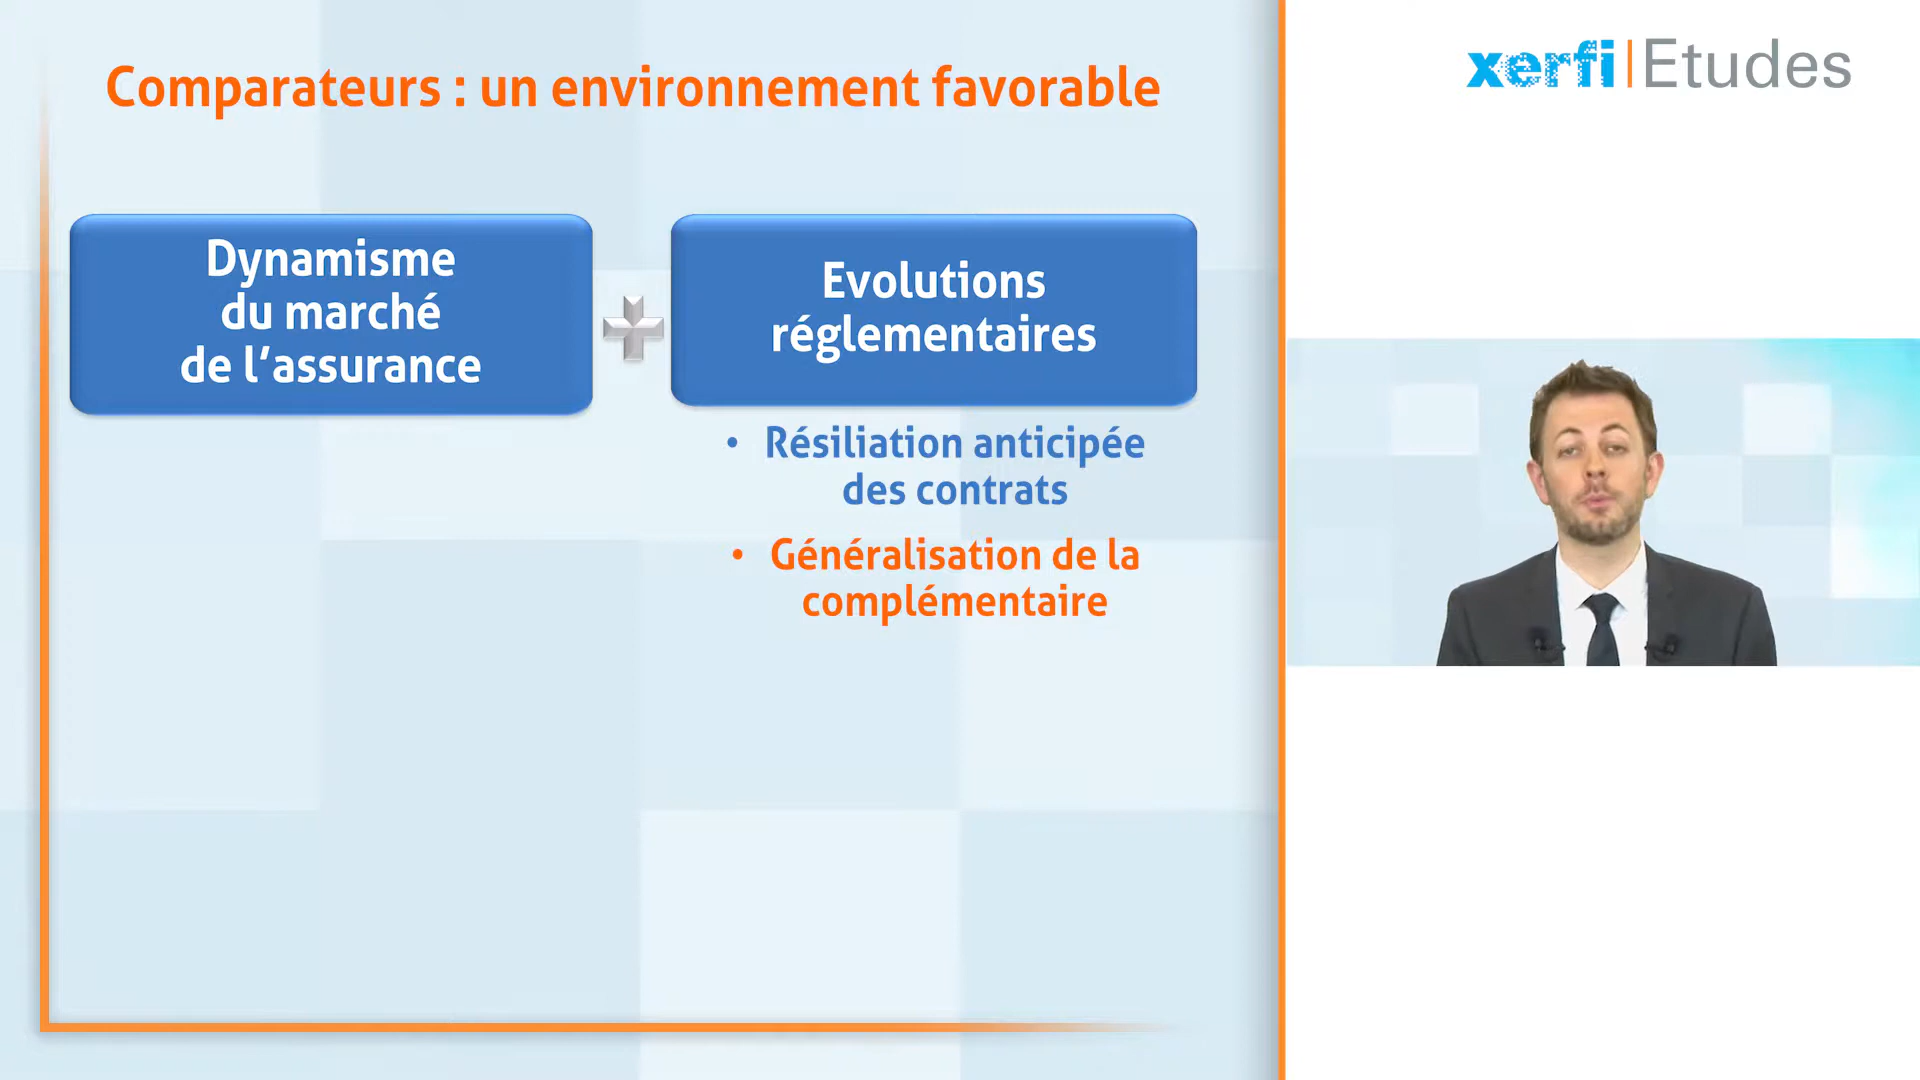 Comparateurs : un environnement favorable
xerfi Etudes
Dynamisme
du marché
de l’assurance
Evolutions
réglementaires
• Résiliation anticipée
des contrats
• Généralisation de la
complémentaire